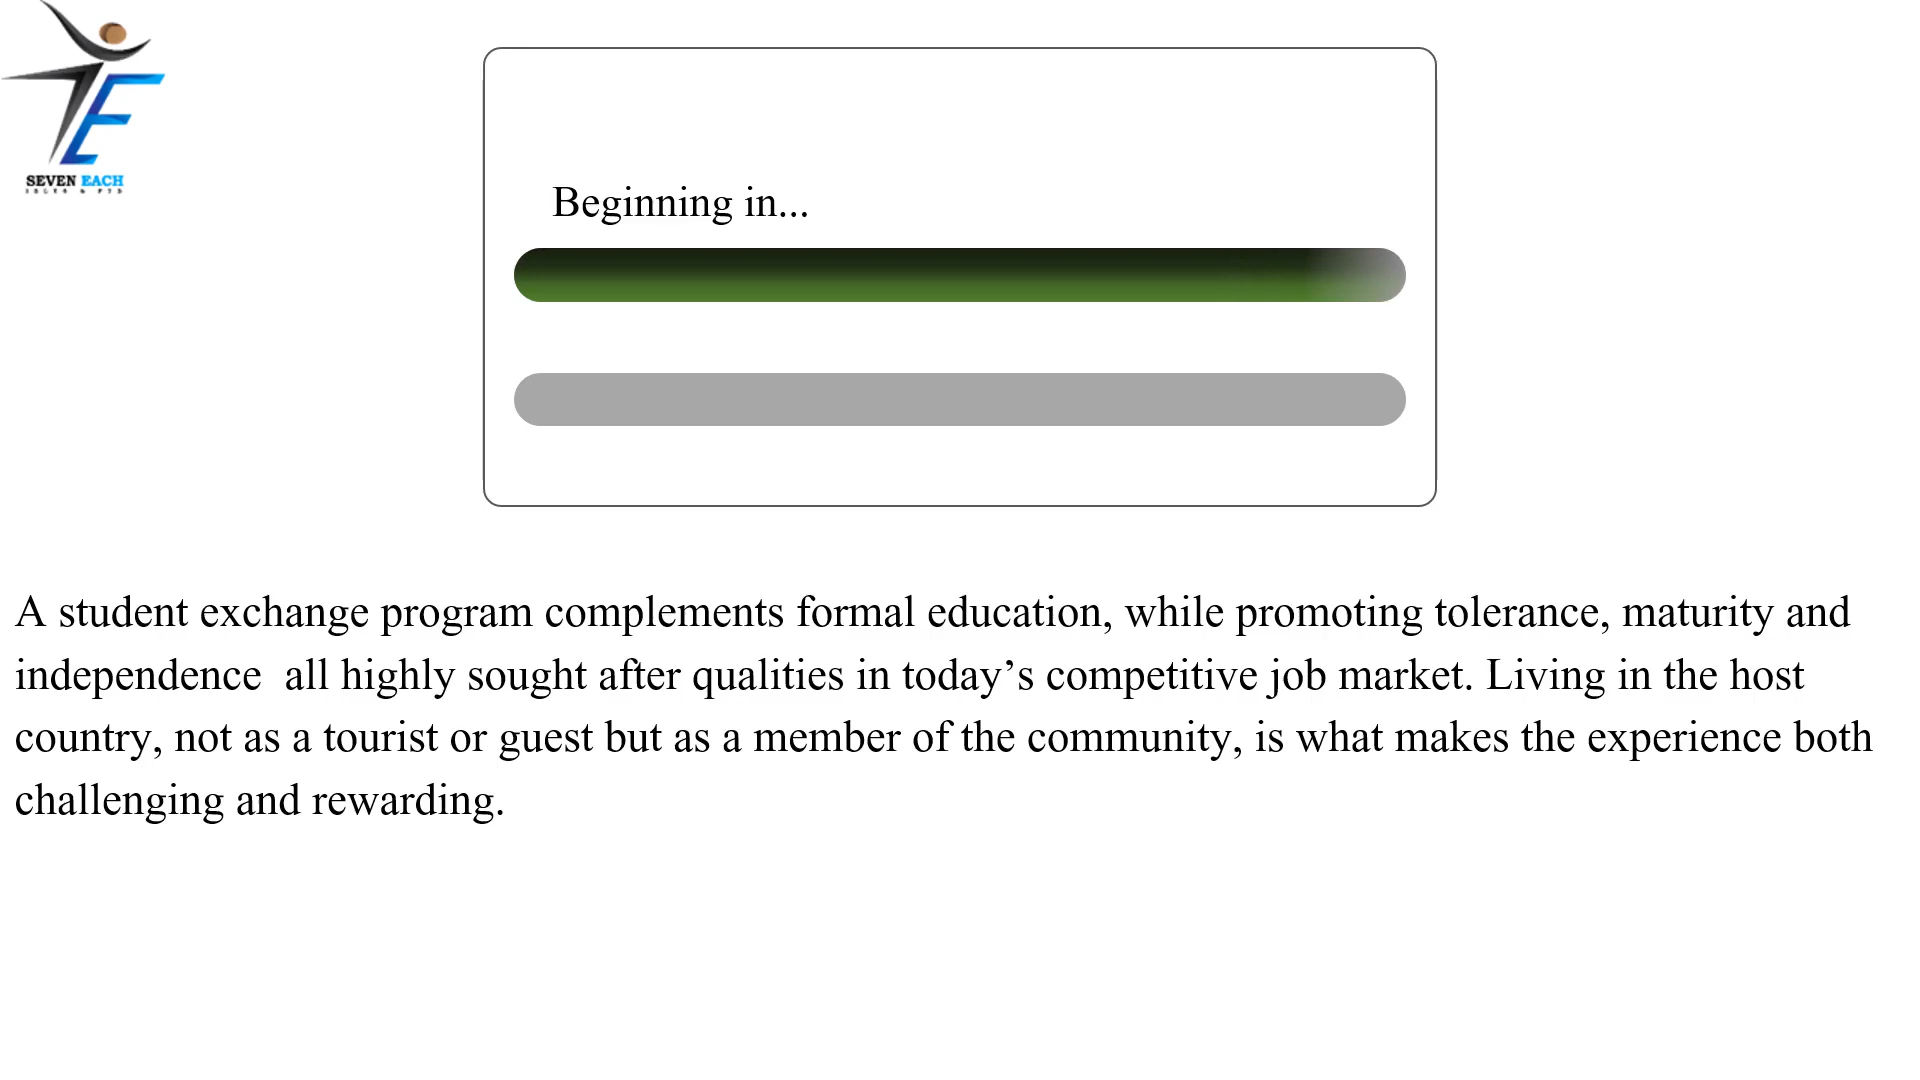 SEVEN EACH
Beginning in...
A student exchange program complements formal education, while promoting tolerance, maturity and
independence  all highly sought after qualities in today’s competitive job market. Living in the host
country, not as a tourist or guest but as a member of the community, is what makes the experience both
challenging and rewarding.